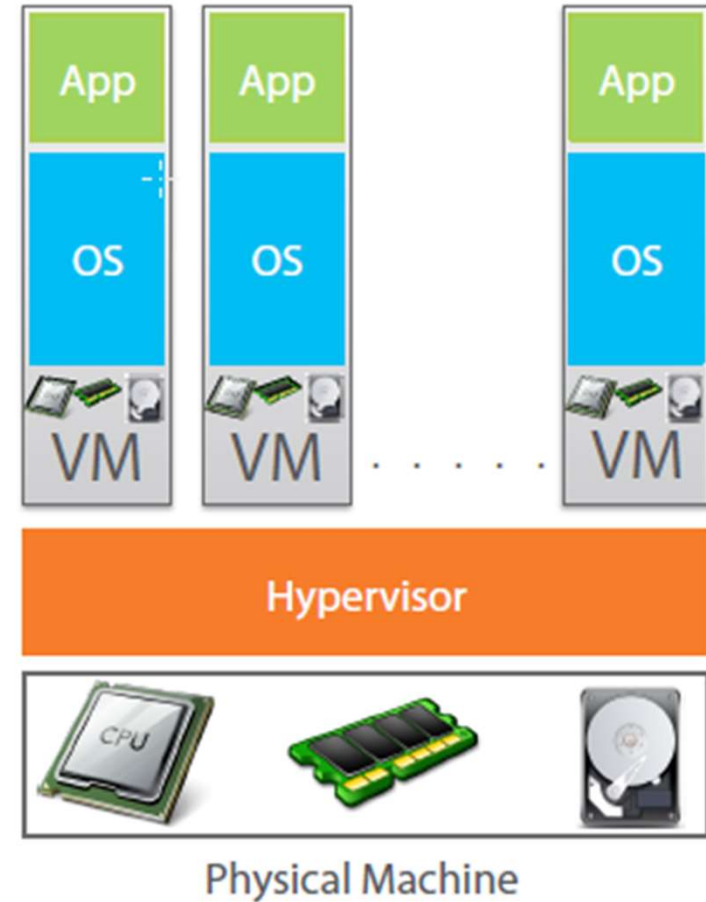 App App App
OS OS OS
VM VM . . . . . VM
Hypervisor
CPU
Physical Machine